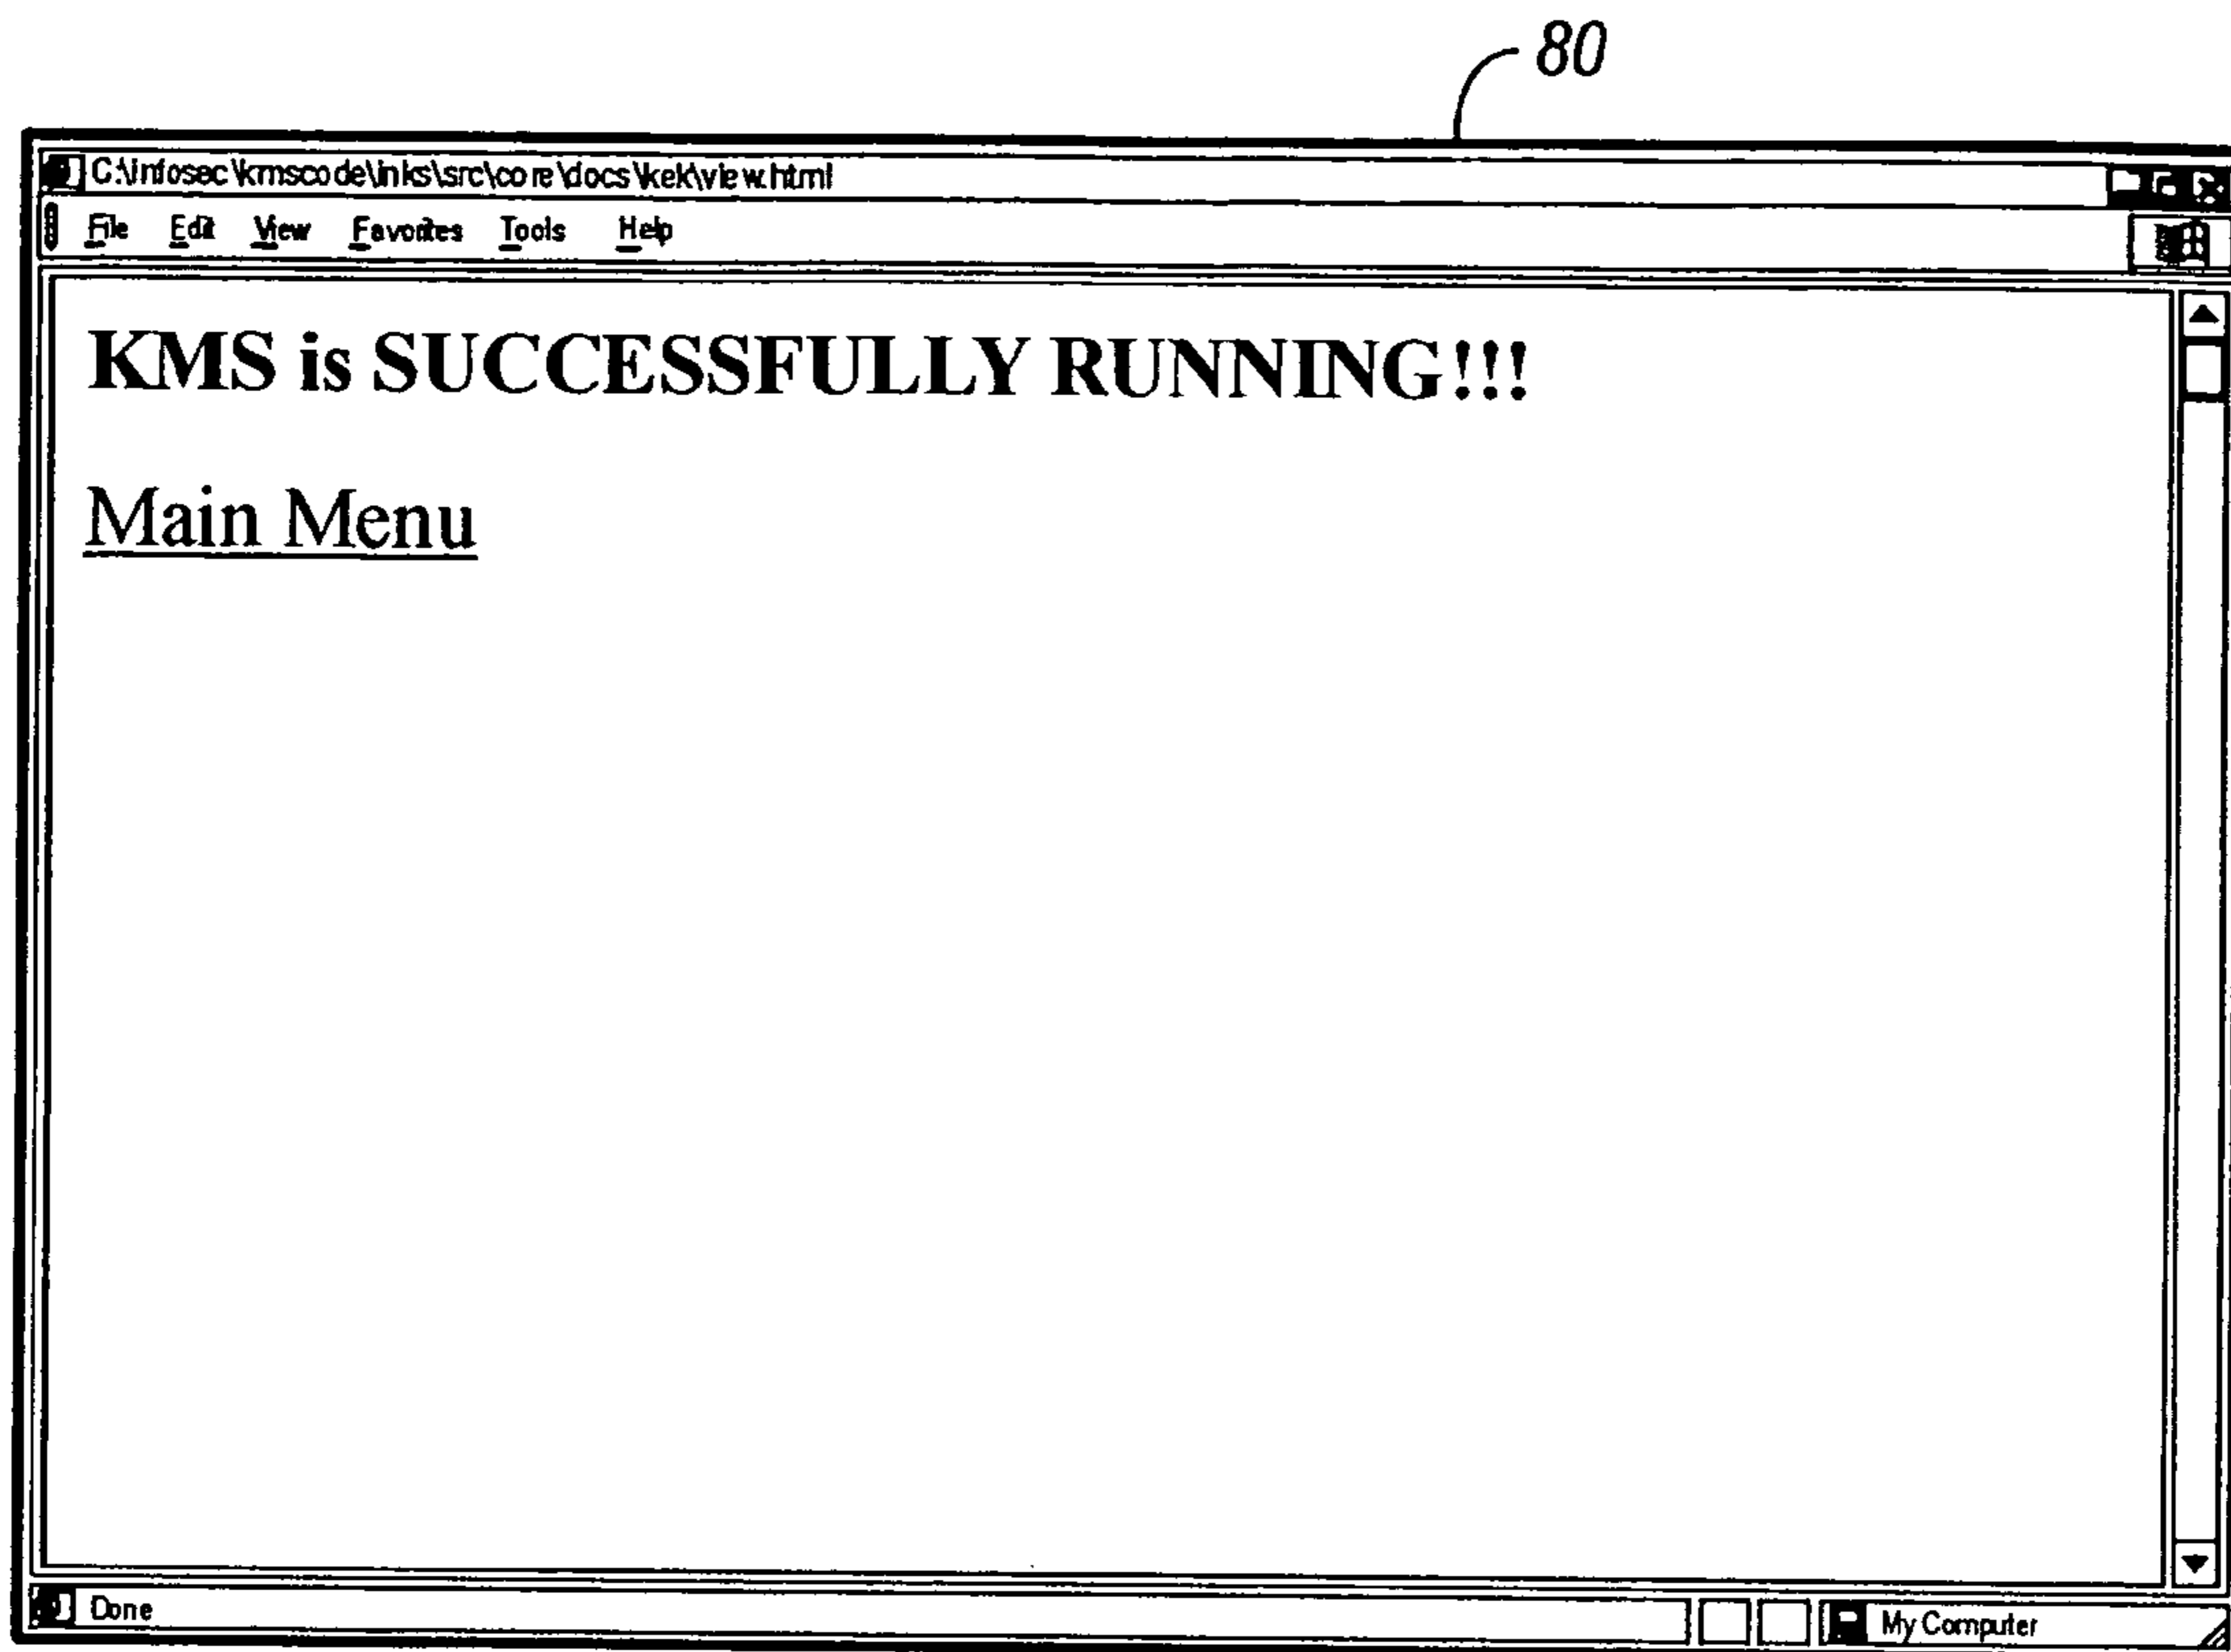 80
C:\infosec\kmscode\inks\src\core\docs\kek\view.html
File Edit View Favorites Tools Help
KMS is SUCCESSFULLY RUNNING!!!
Main Menu
Done
My Computer